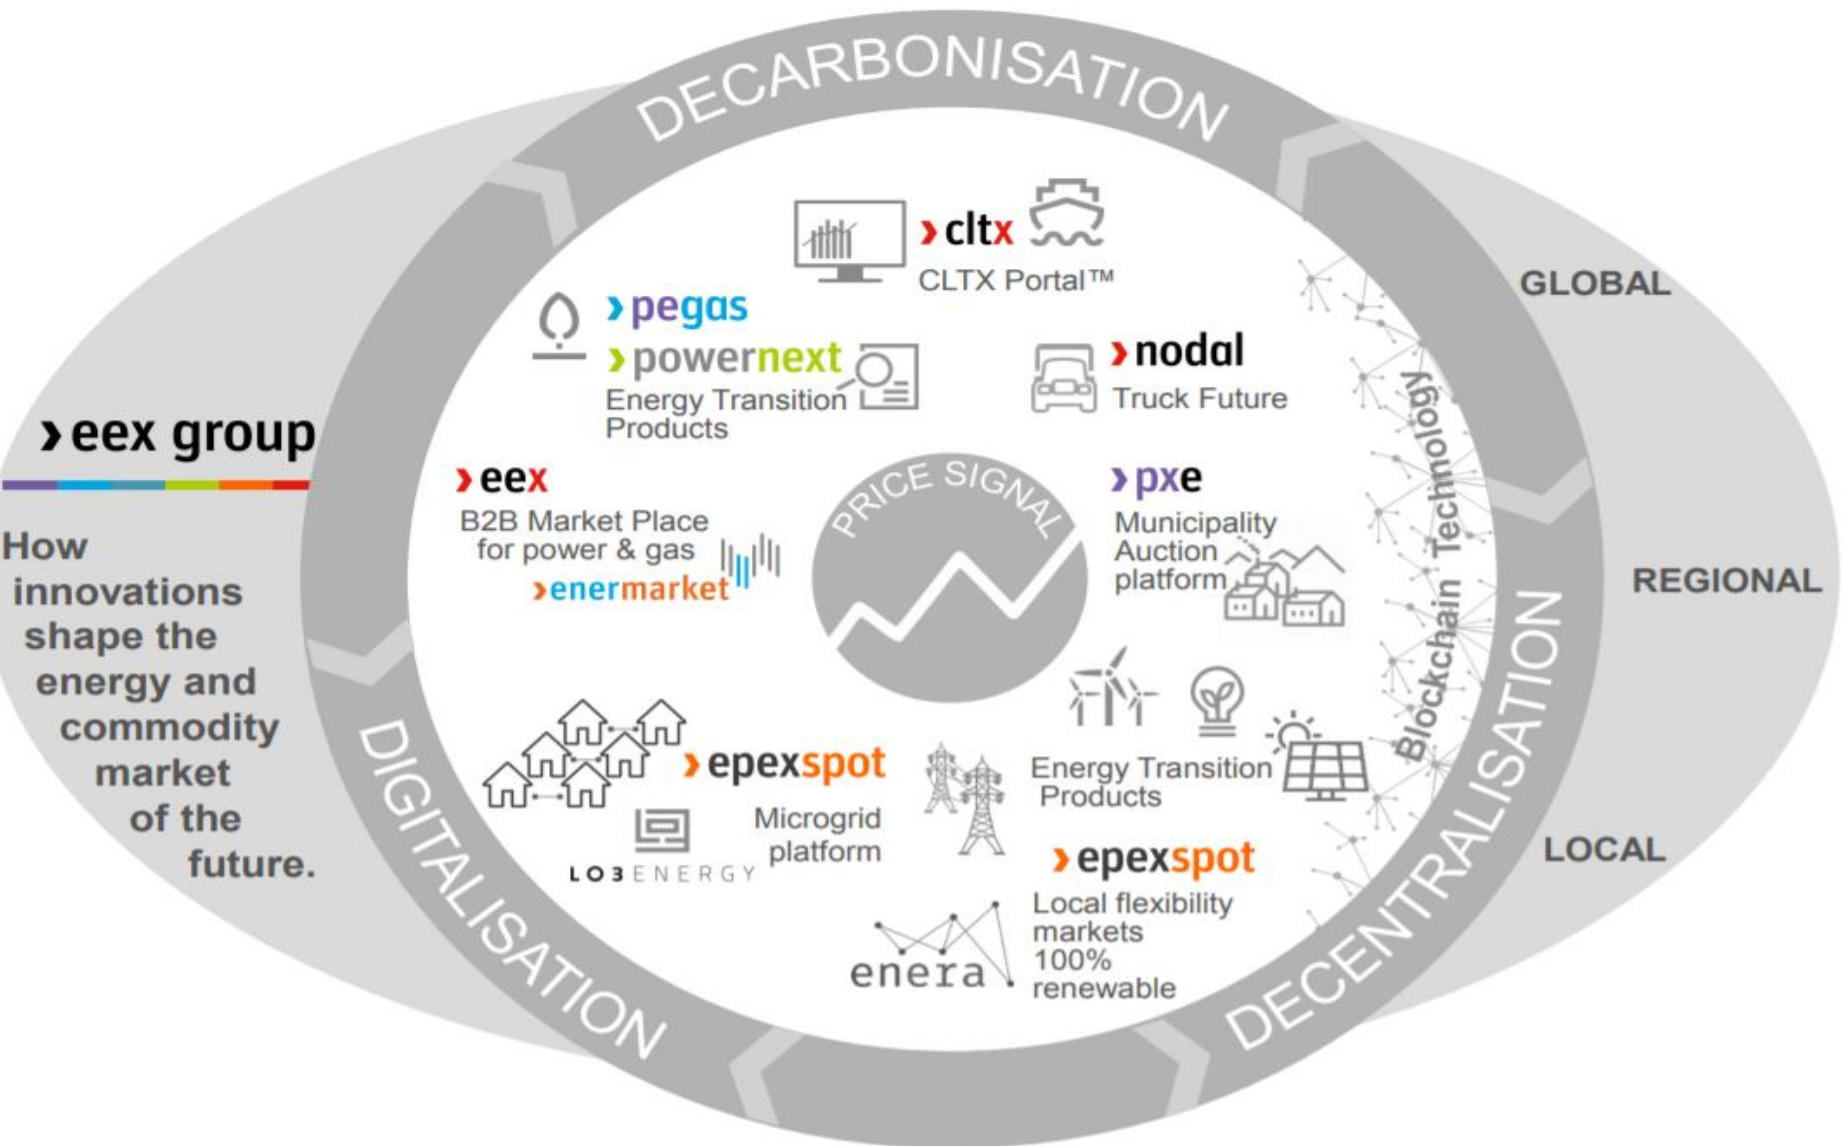 DECARBONISATION
cltx
CLTX Portal™
pegas
powernext
Energy Transition
Products
nodal
Truck Future
GLOBAL
eex group
How
innovations
shape the
energy and
commodity
market
of the
future.
eex
B2B Market Place
for power & gas
enermarket
PRICE SIGNAL
pxe
Municipality
Auction
platform
Blockchain Technology
REGIONAL
epexspot
Microgrid
platform
LO3ENERGY
Energy Transition
Products
epexspot
Local flexibility
markets
100%
renewable
enera
LOCAL
DIGITALISATION
DECENTRALISATION